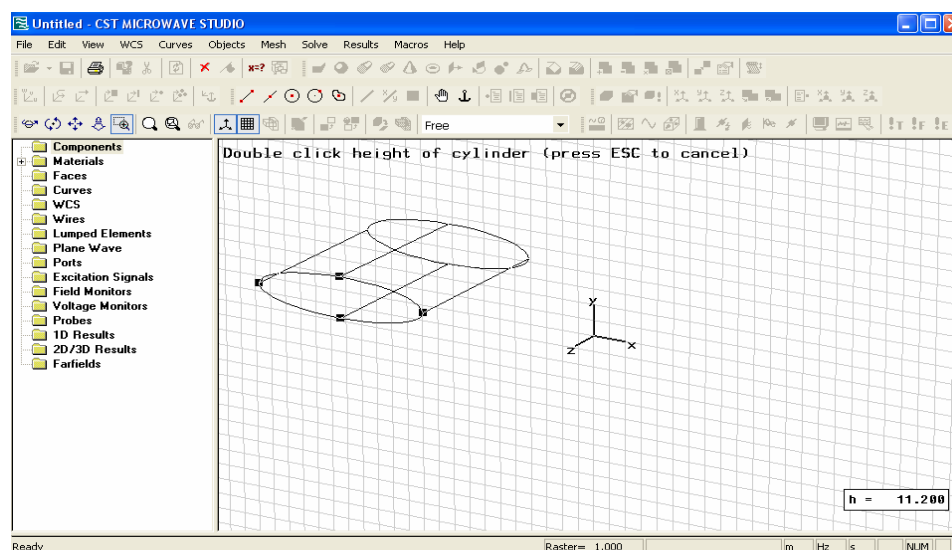 Untitled - CST MICROWAVE STUDIO
File Edit View WCS Curves Objects Mesh Solve Results Macros Help
x=?
Free
!T !F !E
Components
Materials
Faces
Curves
WCS
Wires
Lumped Elements
Plane Wave
Ports
Excitation Signals
Field Monitors
Voltage Monitors
Probes
1D Results
2D/3D Results
Farfields
Double click height of cylinder (press ESC to cancel)
y
z x
h = 11.200
Ready Raster= 1.000 m Hz s NUM